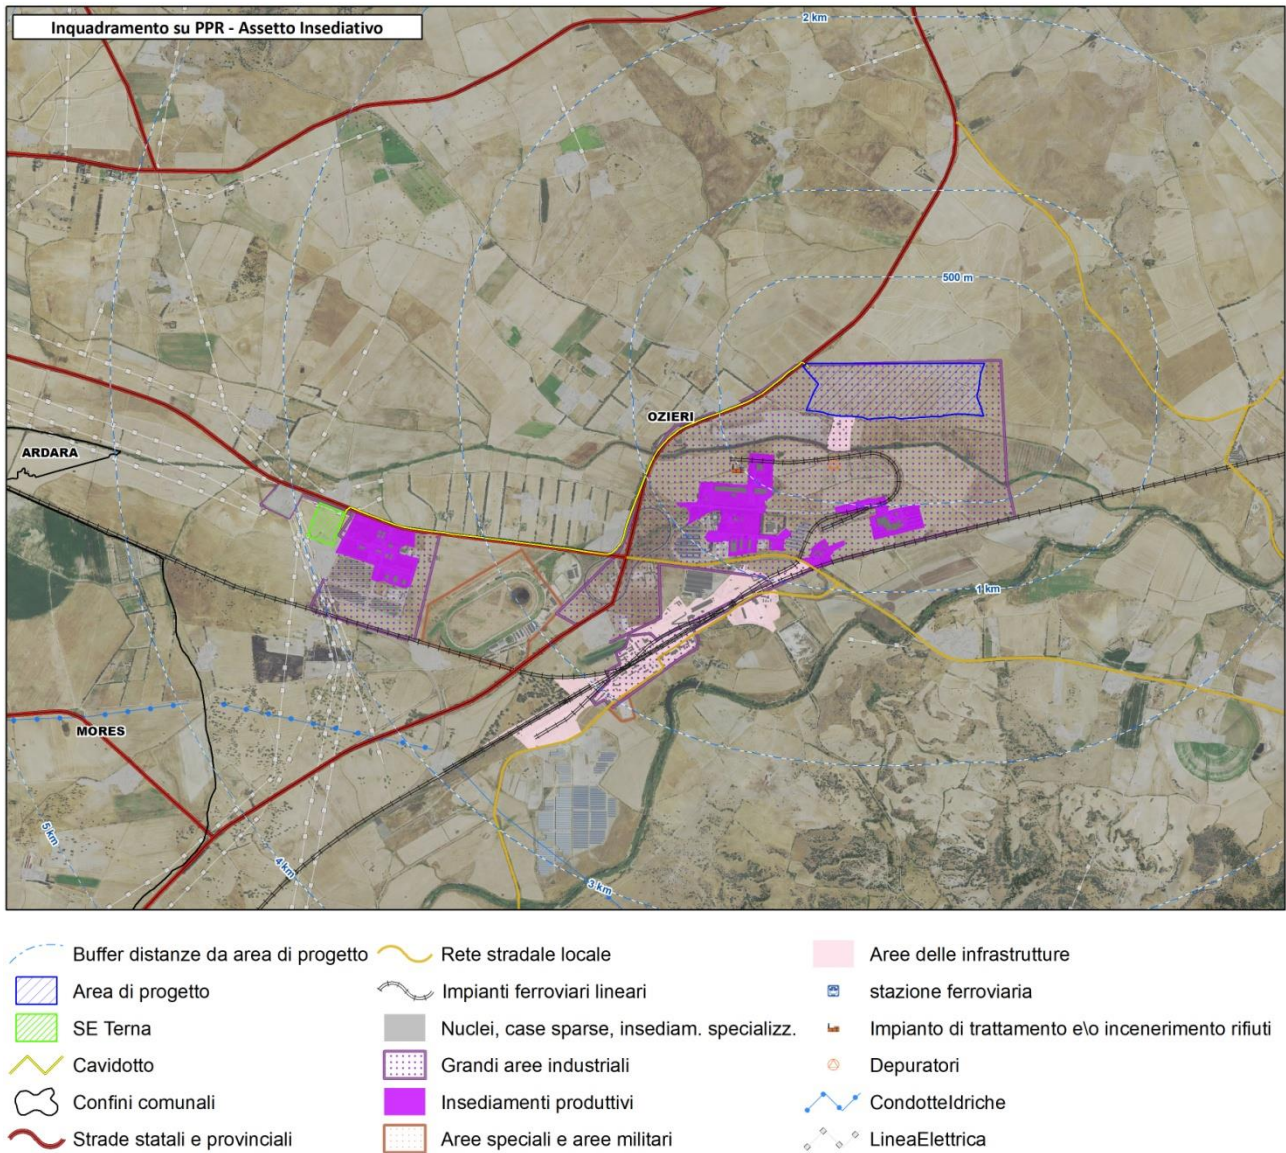 Inquadramento su PPR - Assetto Insediativo
2 km
500 m
OZIERI
ARDARA
1 km
MORES
5 km
4 km
3 km
Buffer distanze da area di progetto
Area di progetto
SE Terna
Cavidotto
Confini comunali
Strade statali e provinciali
Rete stradale locale
Impianti ferroviari lineari
Nuclei, case sparse, insediam. specializz.
Grandi aree industriali
Insediamenti produttivi
Aree speciali e aree militari
Aree delle infrastrutture
stazione ferroviaria
Impianto di trattamento e\o incenerimento rifiuti
Depuratori
CondotteIdriche
LineaElettrica